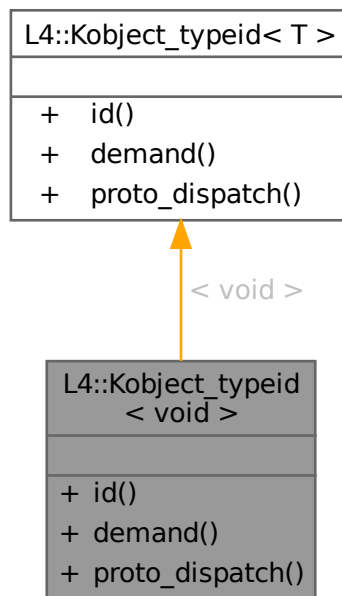 L4::Kobject_typeid< T >
+ id()
+ demand()
+ proto_dispatch()
< void >
L4::Kobject_typeid
< void >
+ id()
+ demand()
+ proto_dispatch()